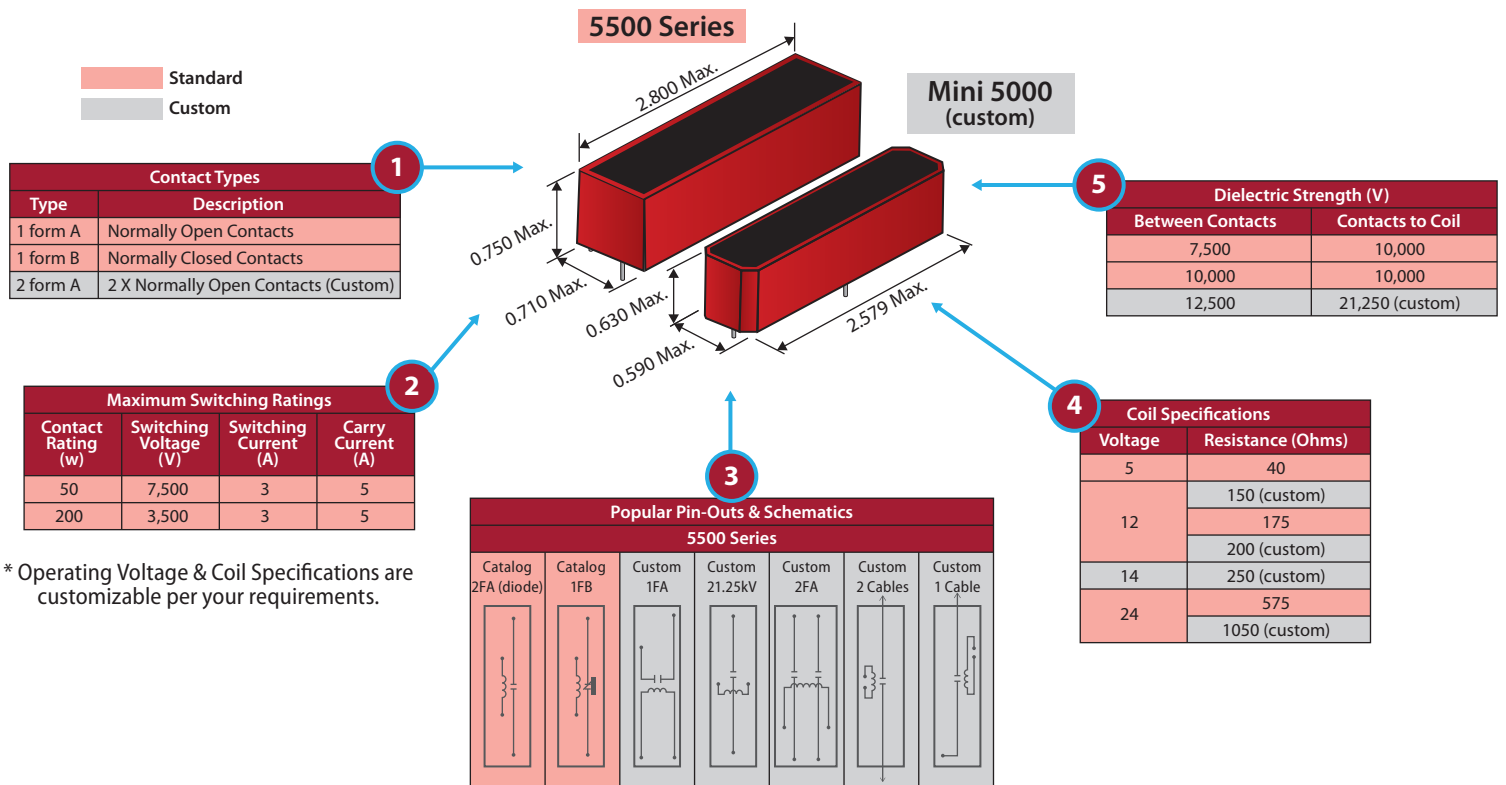 5500 Series
Standard
Custom
Mini 5000
(custom)
2.800 Max.
0.750 Max.
0.710 Max.
0.630 Max.
0.590 Max.
2.579 Max.
1
Contact Types
Type Description
1 form A Normally Open Contacts
1 form B Normally Closed Contacts
2 form A 2 X Normally Open Contacts (Custom)
2
Maximum Switching Ratings
Contact Rating (w) Switching Voltage (V) Switching Current (A) Carry Current (A)
50 7,500 3 5
200 3,500 3 5
* Operating Voltage & Coil Specifications are
customizable per your requirements.
3
Popular Pin-Outs & Schematics
5500 Series
Catalog 2FA (diode) Catalog 1FB Custom 1FA Custom 21.25kV Custom 2FA Custom 2 Cables Custom 1 Cable
4
Coil Specifications
Voltage Resistance (Ohms)
5 40
150 (custom)
12 175
200 (custom)
14 250 (custom)
24 575
1050 (custom)
5
Dielectric Strength (V)
Between Contacts Contacts to Coil
7,500 10,000
10,000 10,000
12,500 21,250 (custom)